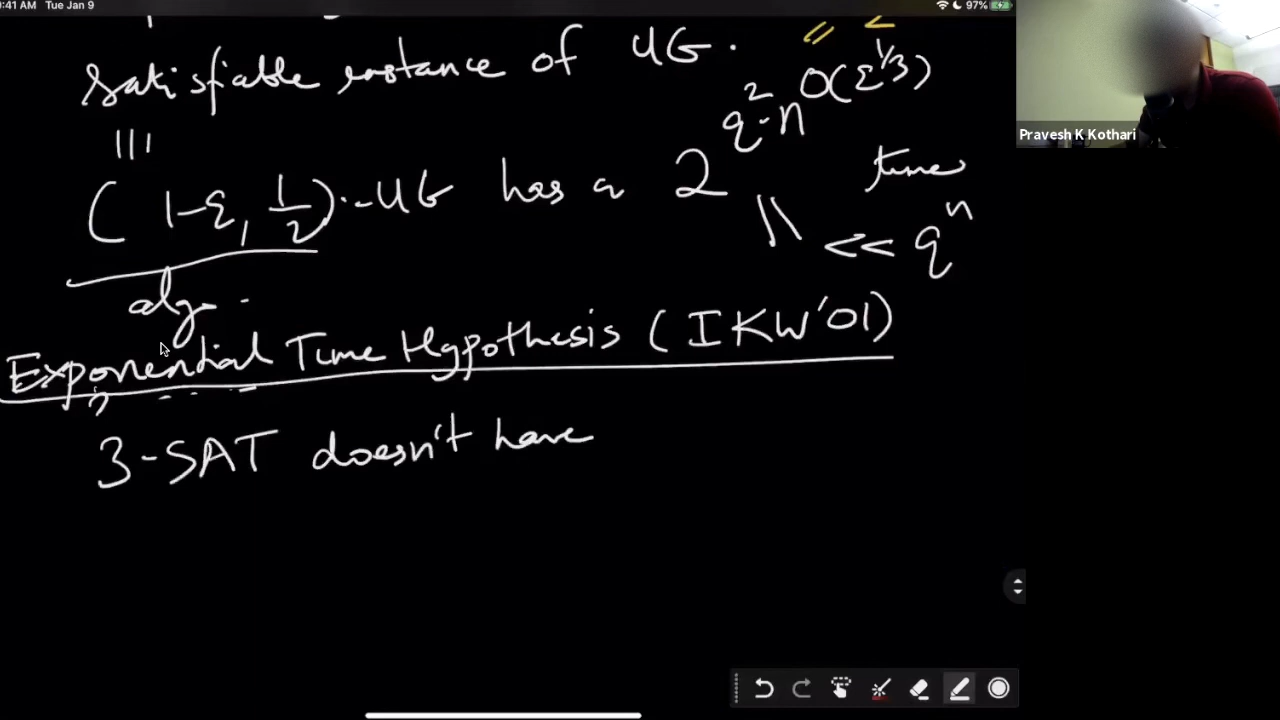 9:41 AM Tue Jan 9
97%
satisfiable instance of UG.
(1-ε, 1/2)-UG has a 2^{q^2·n^{O(ε^{1/3})}} time
<< q^n
algo.
Exponential Time Hypothesis (IKW'01)
3-SAT doesn't have
Pravesh K Kothari